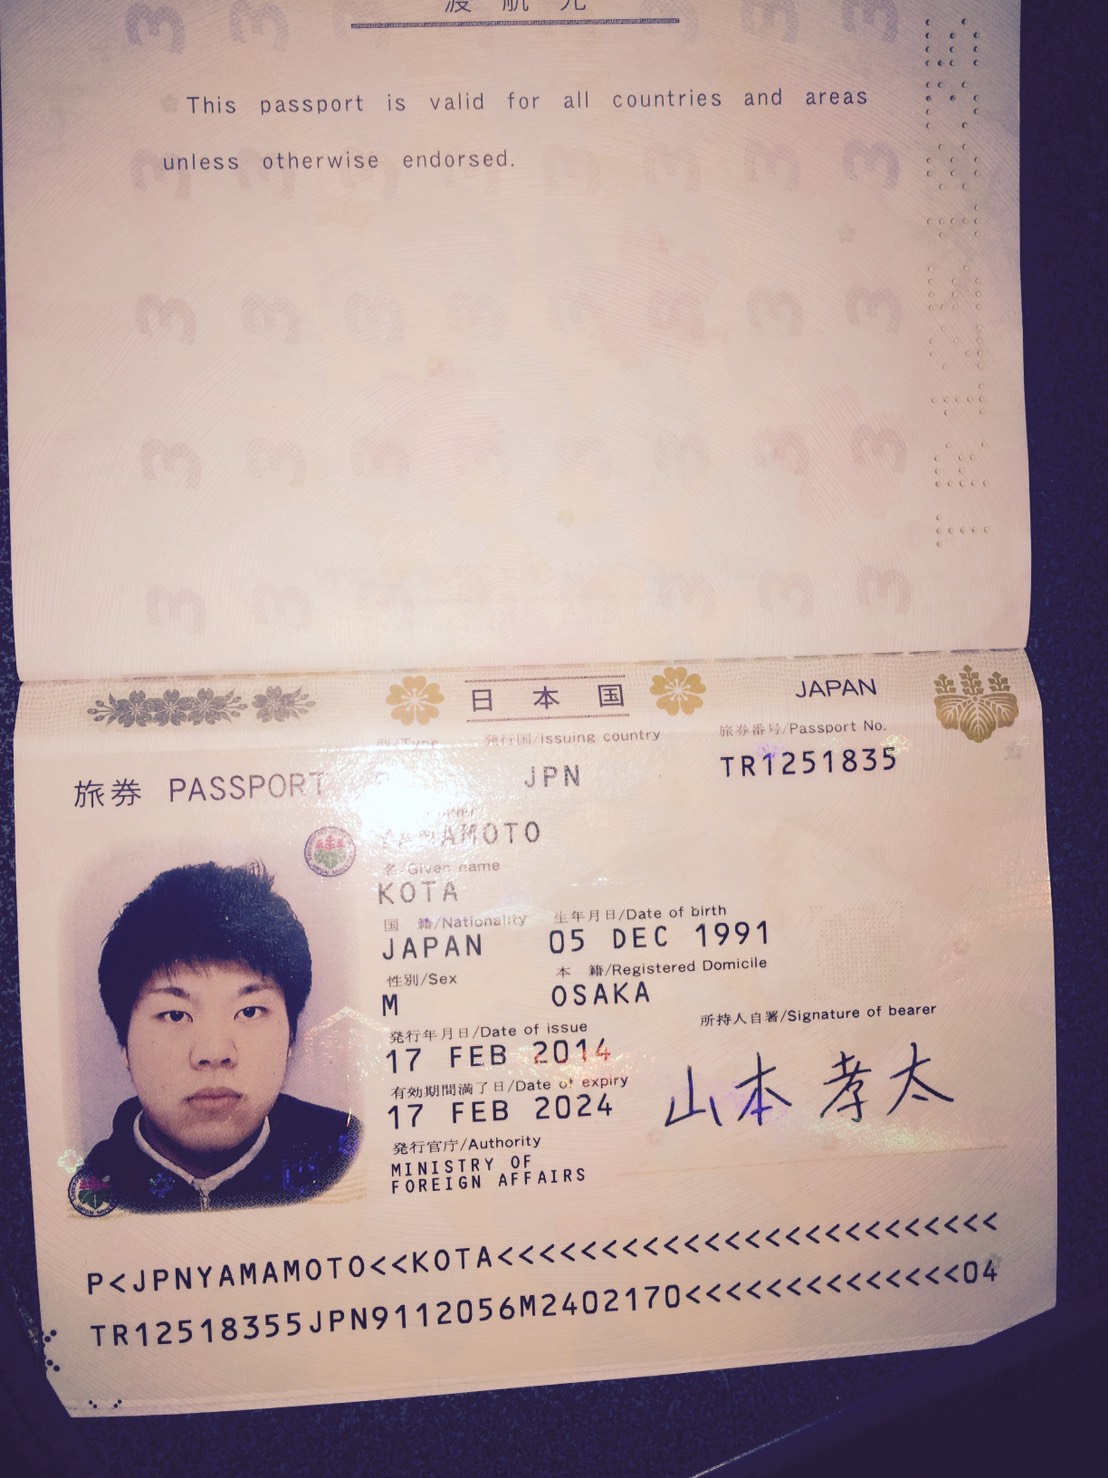 渡航先
This passport is valid for all countries and areas
unless otherwise endorsed.
日本国
JAPAN
旅券 PASSPORT
型/Type
発行国/Issuing country
JPN
旅券番号/Passport No.
TR1251835
YAMAMOTO
名/Given name
KOTA
国 籍/Nationality
JAPAN
生年月日/Date of birth
05 DEC 1991
性別/Sex
M
本 籍/Registered Domicile
OSAKA
発行年月日/Date of issue
17 FEB 2014
所持人自署/Signature of bearer
山本 孝太
有効期間満了日/Date of expiry
17 FEB 2024
発行官庁/Authority
MINISTRY OF
FOREIGN AFFAIRS
P<JPNYAMAMOTO<<KOTA<<<<<<<<<<<<<<<<<<<<<<<<<
TR12518355JPN9112056M2402170<<<<<<<<<<<<<<04